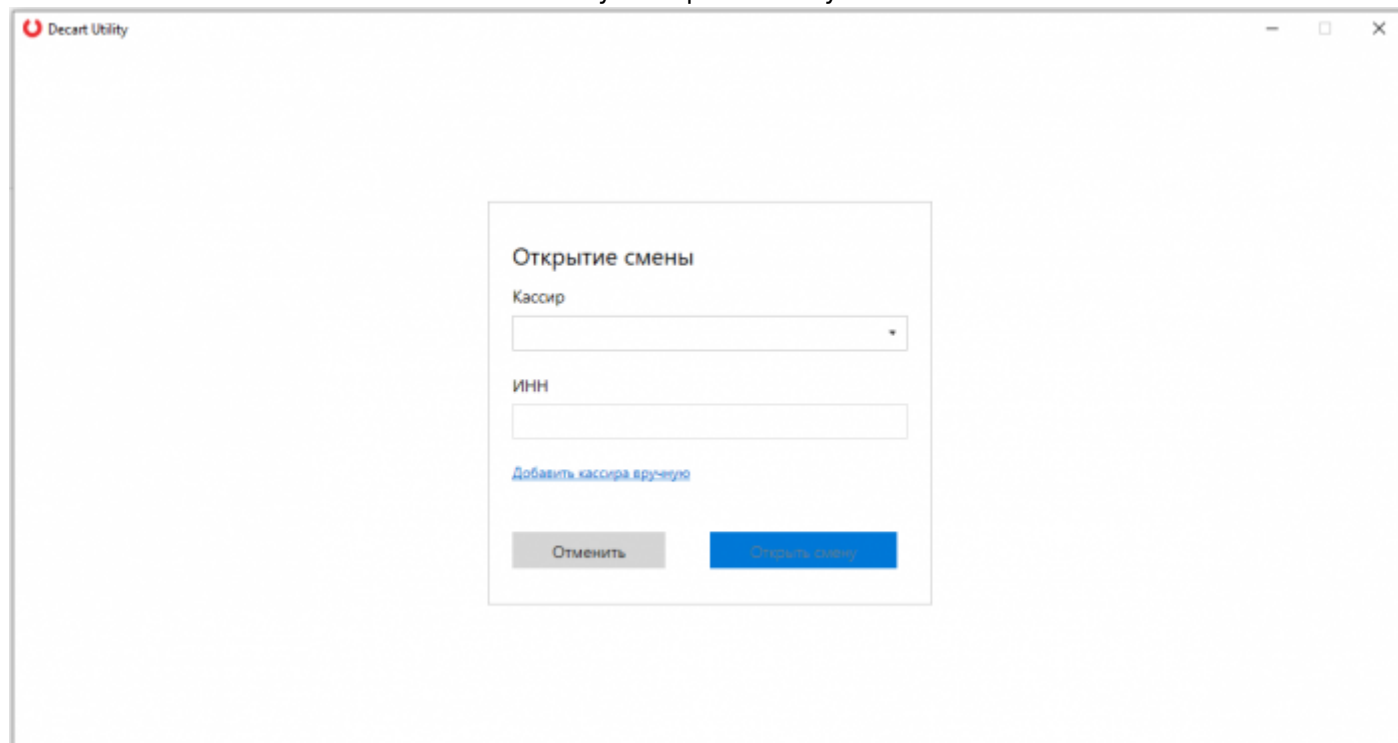 Decart Utility
Открытие смены
Кассир
ИНН
Добавить кассира вручную
Отменить
Открыть смену